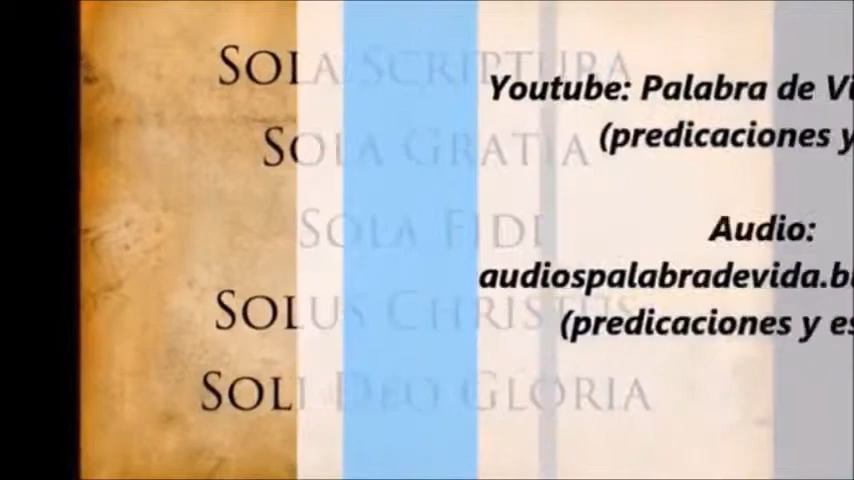 SOLA SCRIPTURA
SOLA GRATIA
SOLA FIDE
SOLUS CHRISTUS
SOLI DEO GLORIA
Youtube: Palabra de
(predicaciones y
Audio:
audiospalabradevida.b
(predicaciones y